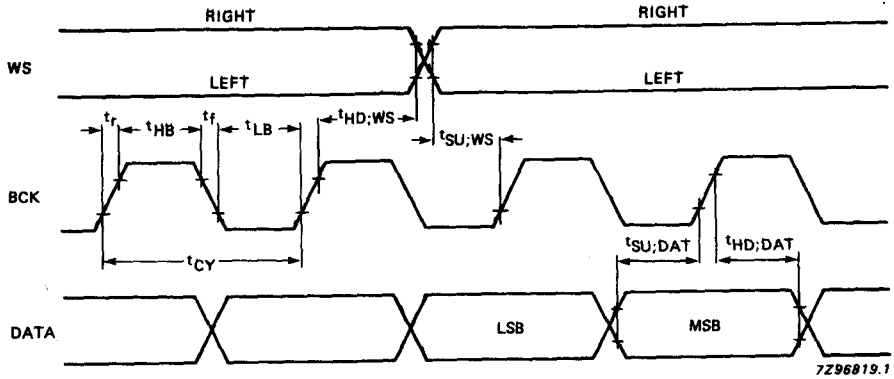 RIGHT RIGHT
WS
LEFT LEFT
tr tHB tf tLB tHD;WS
tSU;WS
BCK
tCY
tSU;DAT tHD;DAT
DATA LSB MSB
7Z96819.1